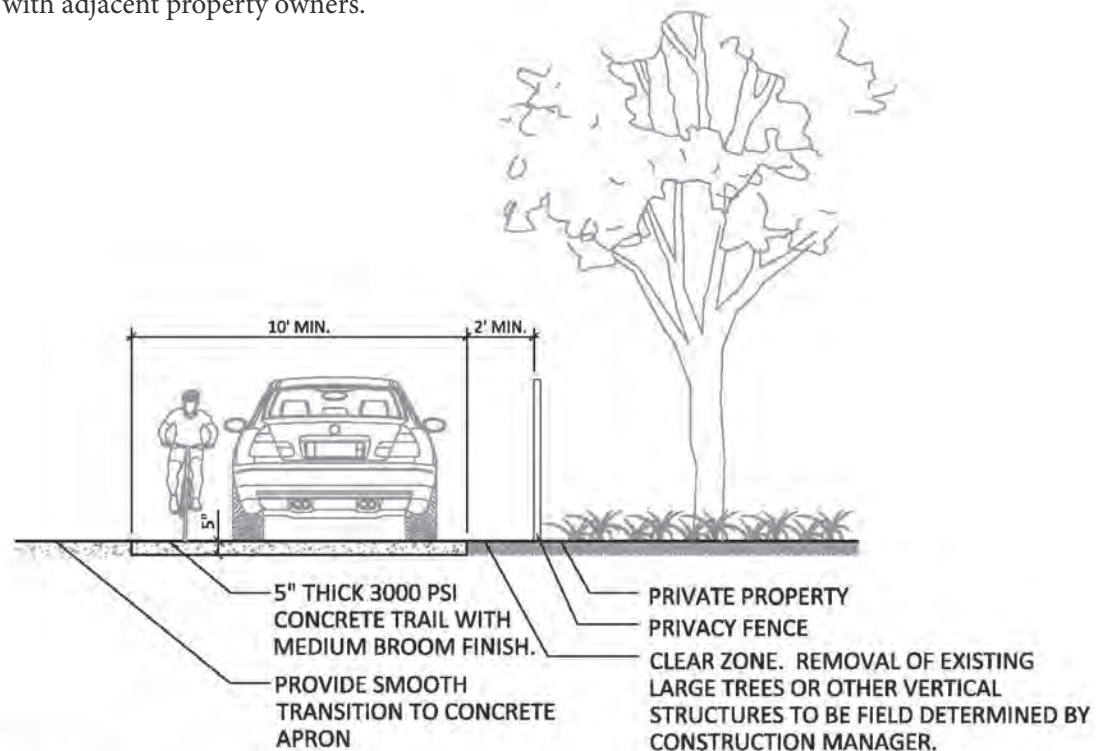 with adjacent property owners.
10' MIN.
2' MIN.
5"
5" THICK 3000 PSI
CONCRETE TRAIL WITH
MEDIUM BROOM FINISH.
PROVIDE SMOOTH
TRANSITION TO CONCRETE
APRON
PRIVATE PROPERTY
PRIVACY FENCE
CLEAR ZONE. REMOVAL OF EXISTING
LARGE TREES OR OTHER VERTICAL
STRUCTURES TO BE FIELD DETERMINED BY
CONSTRUCTION MANAGER.